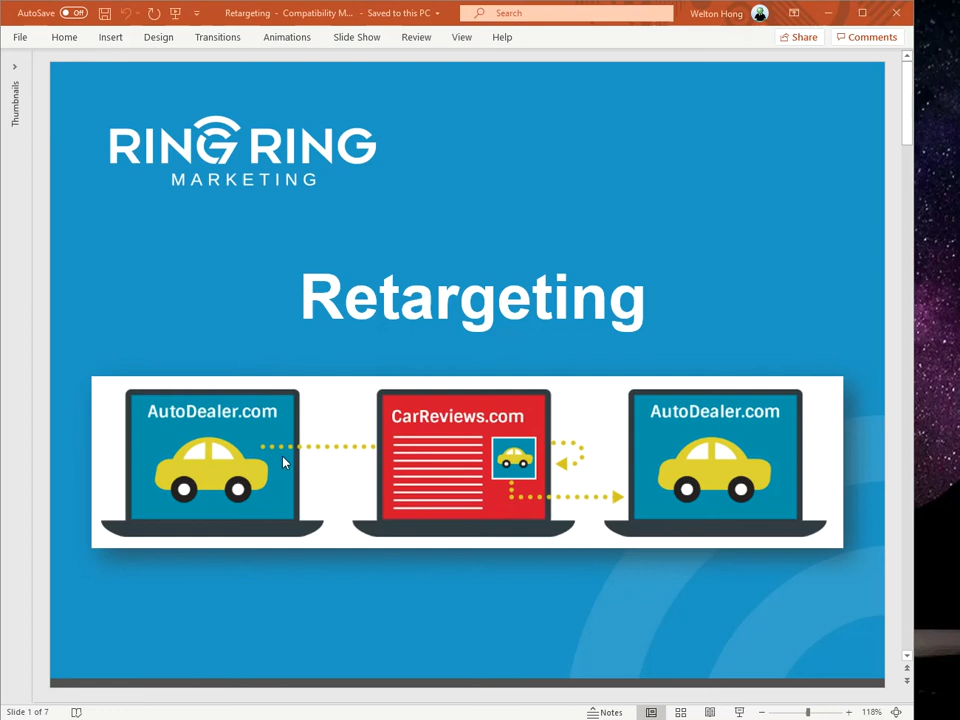 AutoSave Off Retargeting - Compatibility M... - Saved to this PC Search Welton Hong
File Home Insert Design Transitions Animations Slide Show Review View Help Share Comments
Thumbnails
RING RING
MARKETING
Retargeting
AutoDealer.com CarReviews.com AutoDealer.com
Slide 1 of 7 Notes 118%